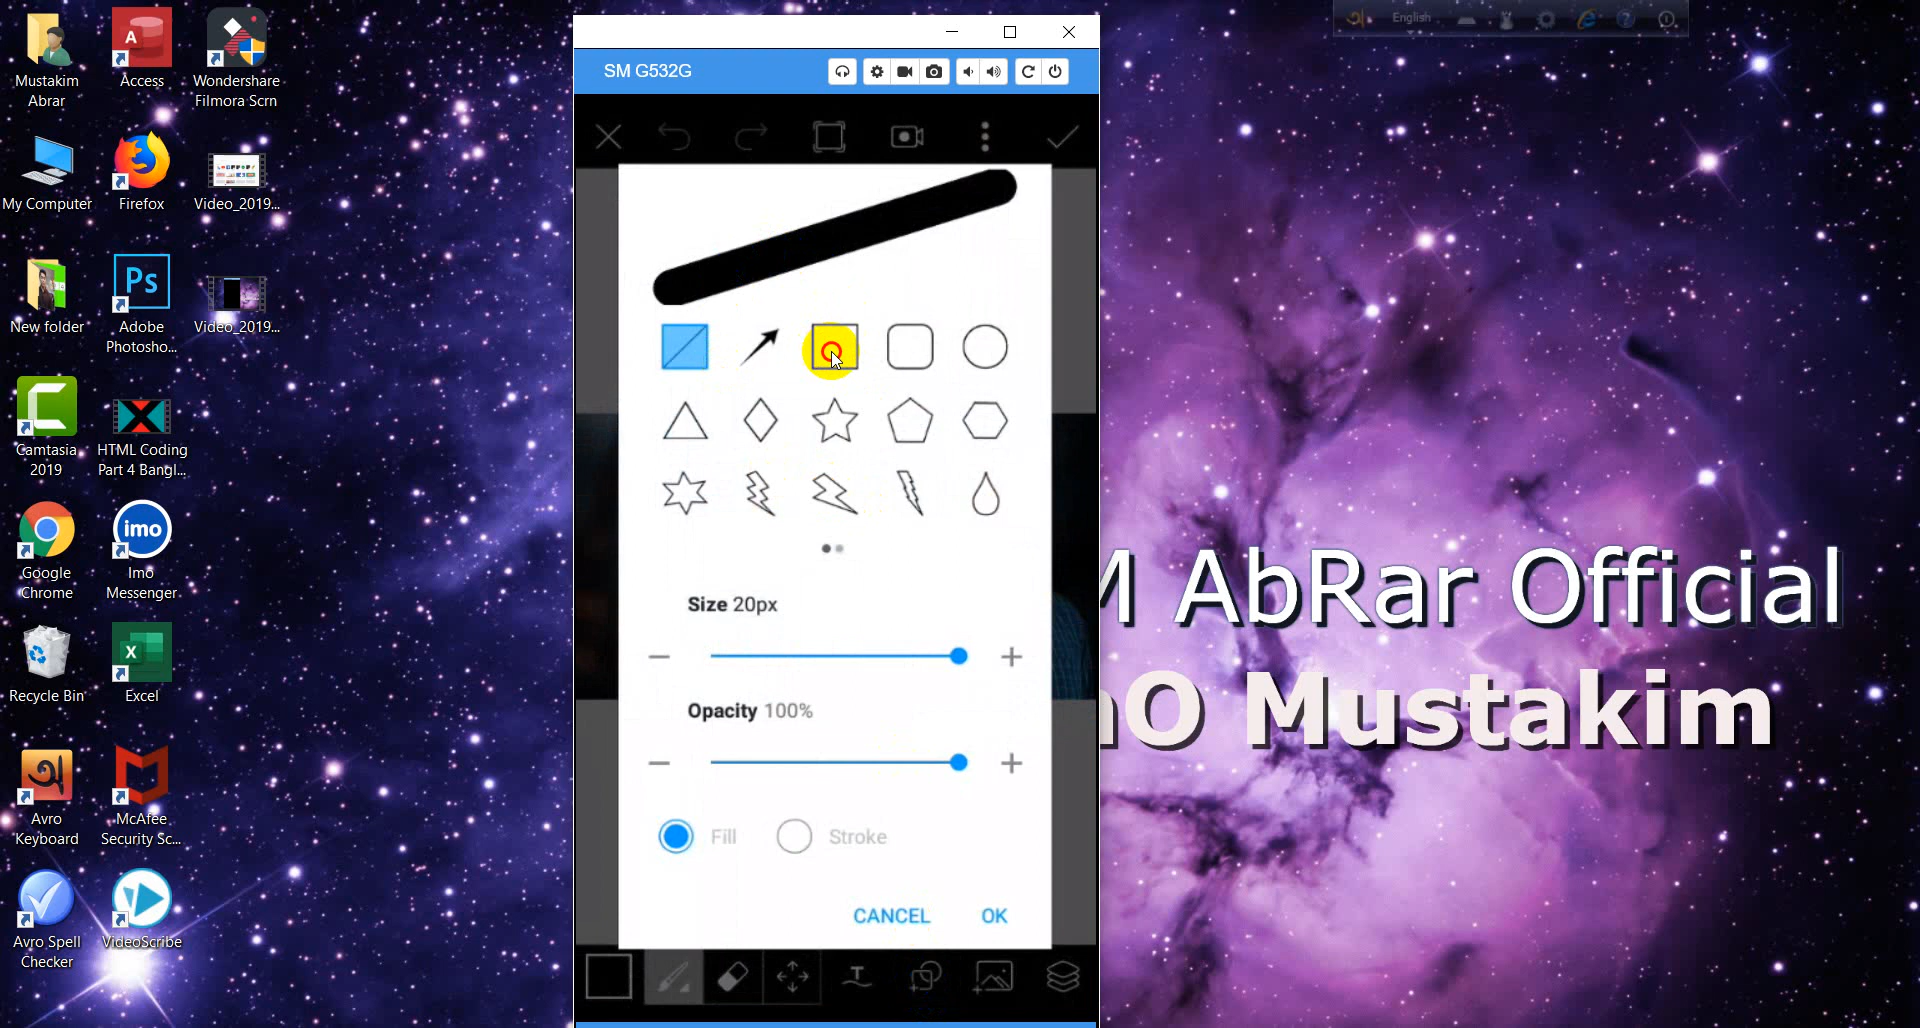 Mustakim
Abrar
Access
Wondershare
Filmora Scrn
My Computer
Firefox
Video_2019...
New folder
Ps
Adobe
Photosho...
Video_2019...
Camtasia
2019
HTML Coding
Part 4 Bangl...
Google
Chrome
imo
Imo
Messenger
Recycle Bin
Excel
অ
Avro
Keyboard
McAfee
Security Sc...
Avro Spell
Checker
VideoScribe
SM G532G
Size 20px
Opacity 100%
Fill
Stroke
CANCEL
OK
English
M AbRar Official
O Mustakim